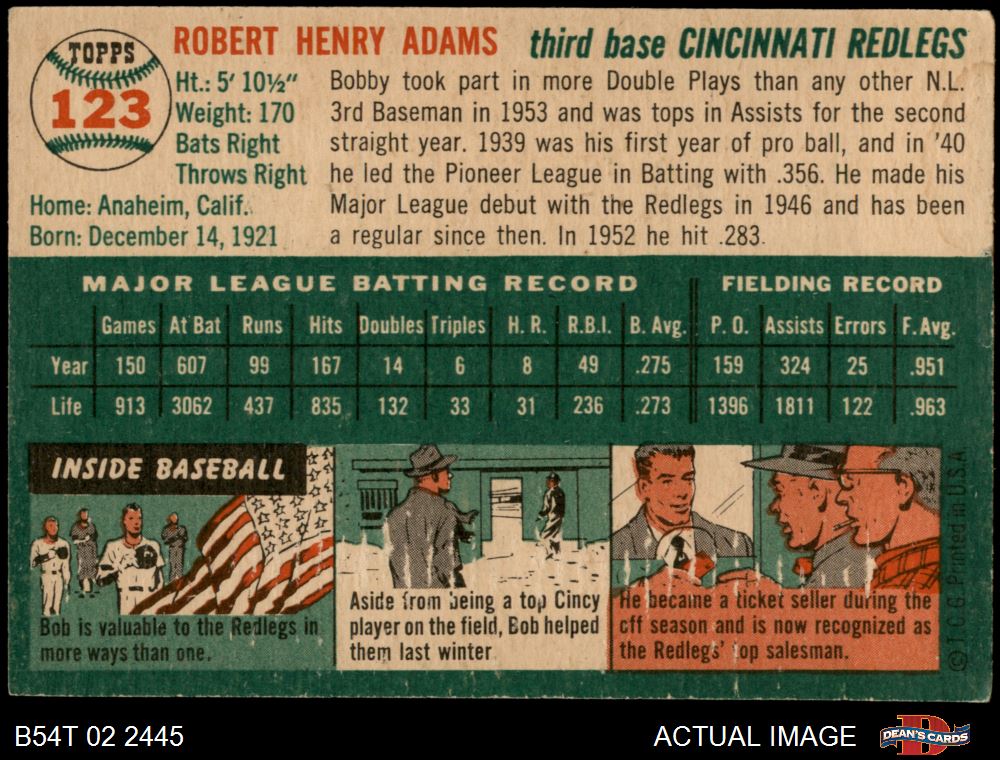 TOPPS
123
ROBERT HENRY ADAMS third base CINCINNATI REDLEGS
Ht.: 5' 10½"
Weight: 170
Bats Right
Throws Right
Home: Anaheim, Calif.
Born: December 14, 1921
Bobby took part in more Double Plays than any other N.L.
3rd Baseman in 1953 and was tops in Assists for the second
straight year. 1939 was his first year of pro ball, and in '40
he led the Pioneer League in Batting with .356. He made his
Major League debut with the Redlegs in 1946 and has been
a regular since then. In 1952 he hit .283.
MAJOR LEAGUE BATTING RECORD FIELDING RECORD
Games At Bat Runs Hits Doubles Triples H. R. R.B.I. B. Avg. P. O. Assists Errors F. Avg.
Year 150 607 99 167 14 6 8 49 .275 159 324 25 .951
Life 913 3062 437 835 132 33 31 236 .273 1396 1811 122 .963
INSIDE BASEBALL
Bob is valuable to the Redlegs in
more ways than one.
Aside from being a top Cincy
player on the field, Bob helped
them last winter
He became a ticket seller during the
off season and is now recognized as
the Redlegs' top salesman.
© T. C. G. Printed in U.S.A.
B54T 02 2445
ACTUAL IMAGE
D
DEAN'S CARDS